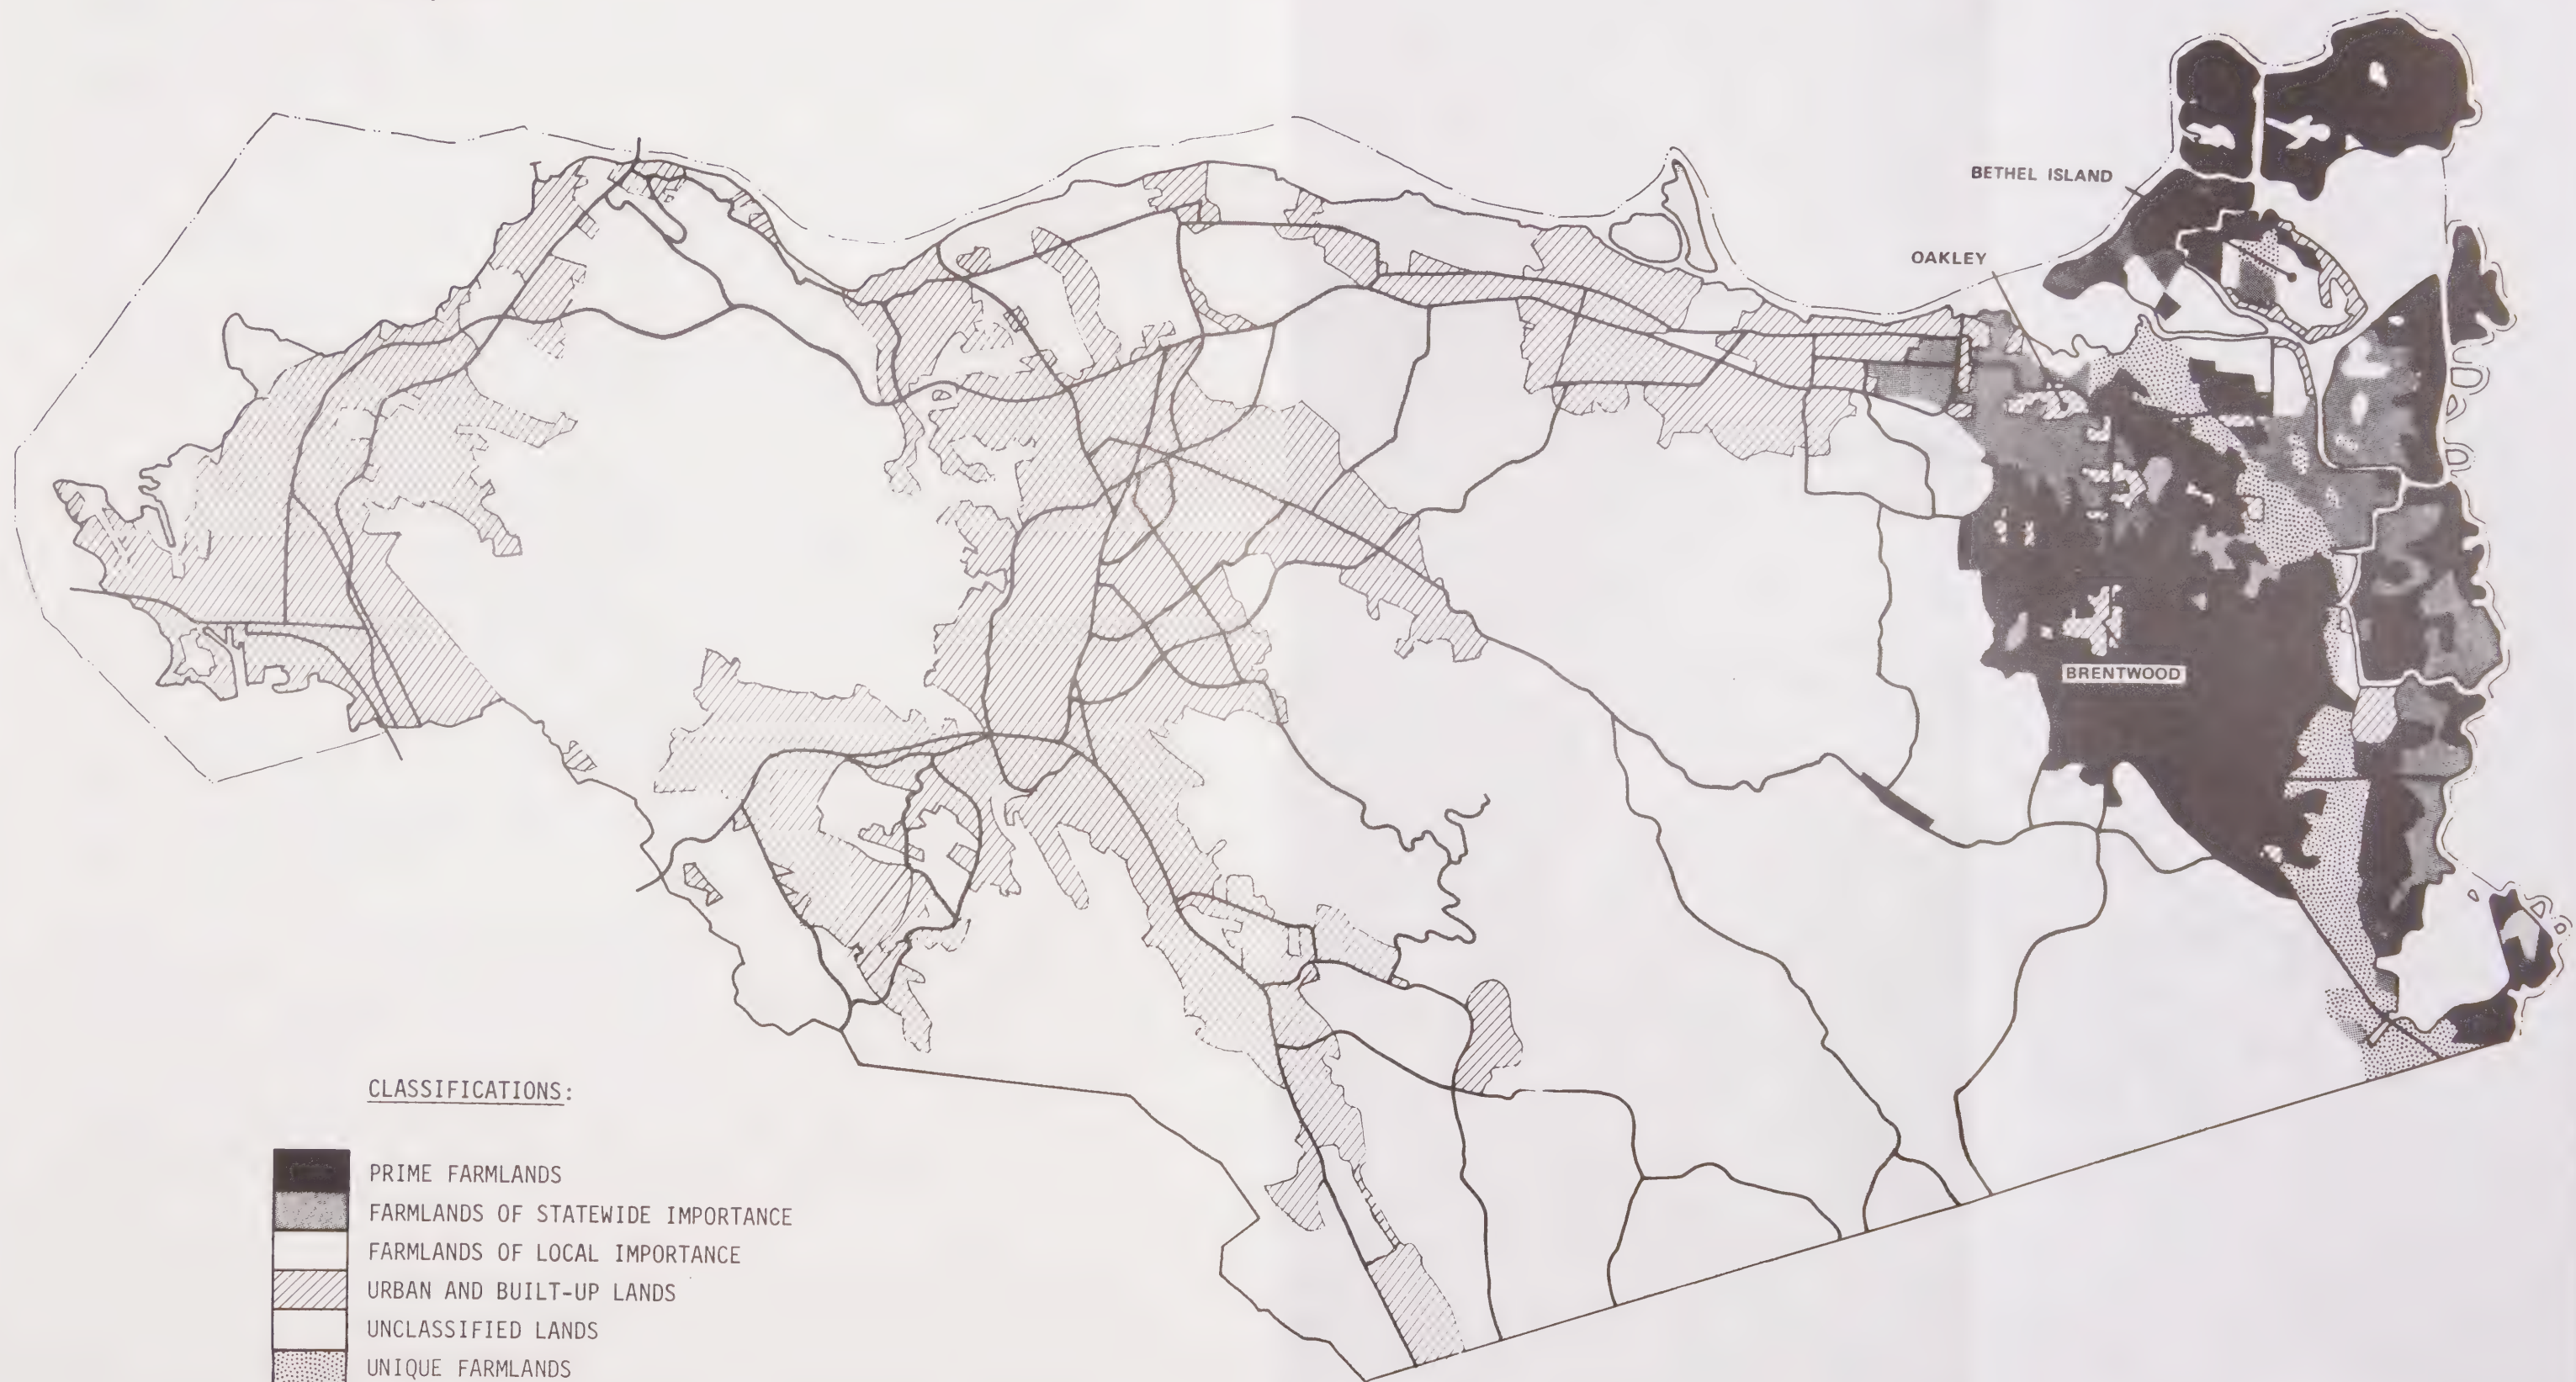 BETHEL ISLAND
OAKLEY
BRENTWOOD
CLASSIFICATIONS:
PRIME FARMLANDS
FARMLANDS OF STATEWIDE IMPORTANCE
FARMLANDS OF LOCAL IMPORTANCE
URBAN AND BUILT-UP LANDS
UNCLASSIFIED LANDS
UNIQUE FARMLANDS